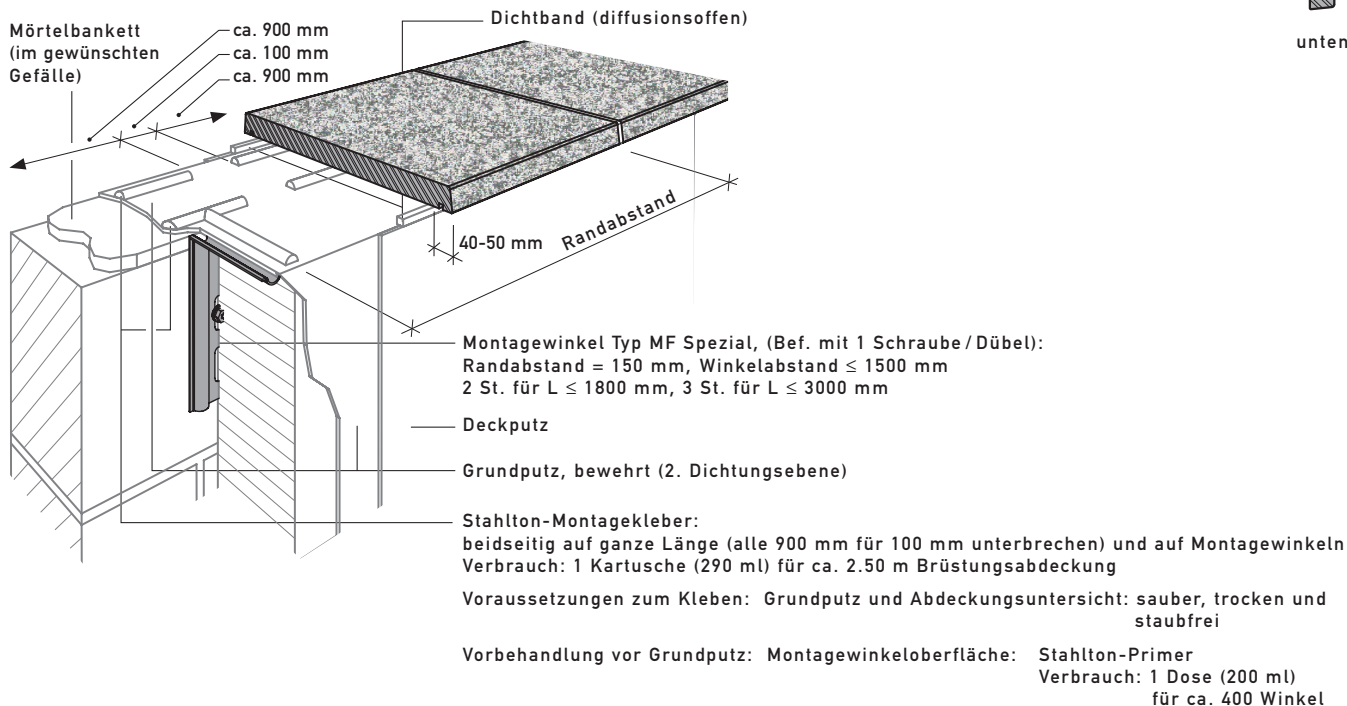 Mörtelbankett
(im gewünschten
Gefälle)
ca. 900 mm
ca. 100 mm
ca. 900 mm
Dichtband (diffusionsoffen)
unten
40-50 mm
Randabstand
Montagewinkel Typ MF Spezial, (Bef. mit 1 Schraube / Dübel):
Randabstand = 150 mm, Winkelabstand ≤ 1500 mm
2 St. für L ≤ 1800 mm, 3 St. für L ≤ 3000 mm
Deckputz
Grundputz, bewehrt (2. Dichtungsebene)
Stahlton-Montagekleber:
beidseitig auf ganze Länge (alle 900 mm für 100 mm unterbrechen) und auf Montagewinkeln
Verbrauch: 1 Kartusche (290 ml) für ca. 2.50 m Brüstungsabdeckung
Voraussetzungen zum Kleben: Grundputz und Abdeckungsuntersicht: sauber, trocken und
staubfrei
Vorbehandlung vor Grundputz: Montagewinkeloberfläche: Stahlton-Primer
Verbrauch: 1 Dose (200 ml)
für ca. 400 Winkel